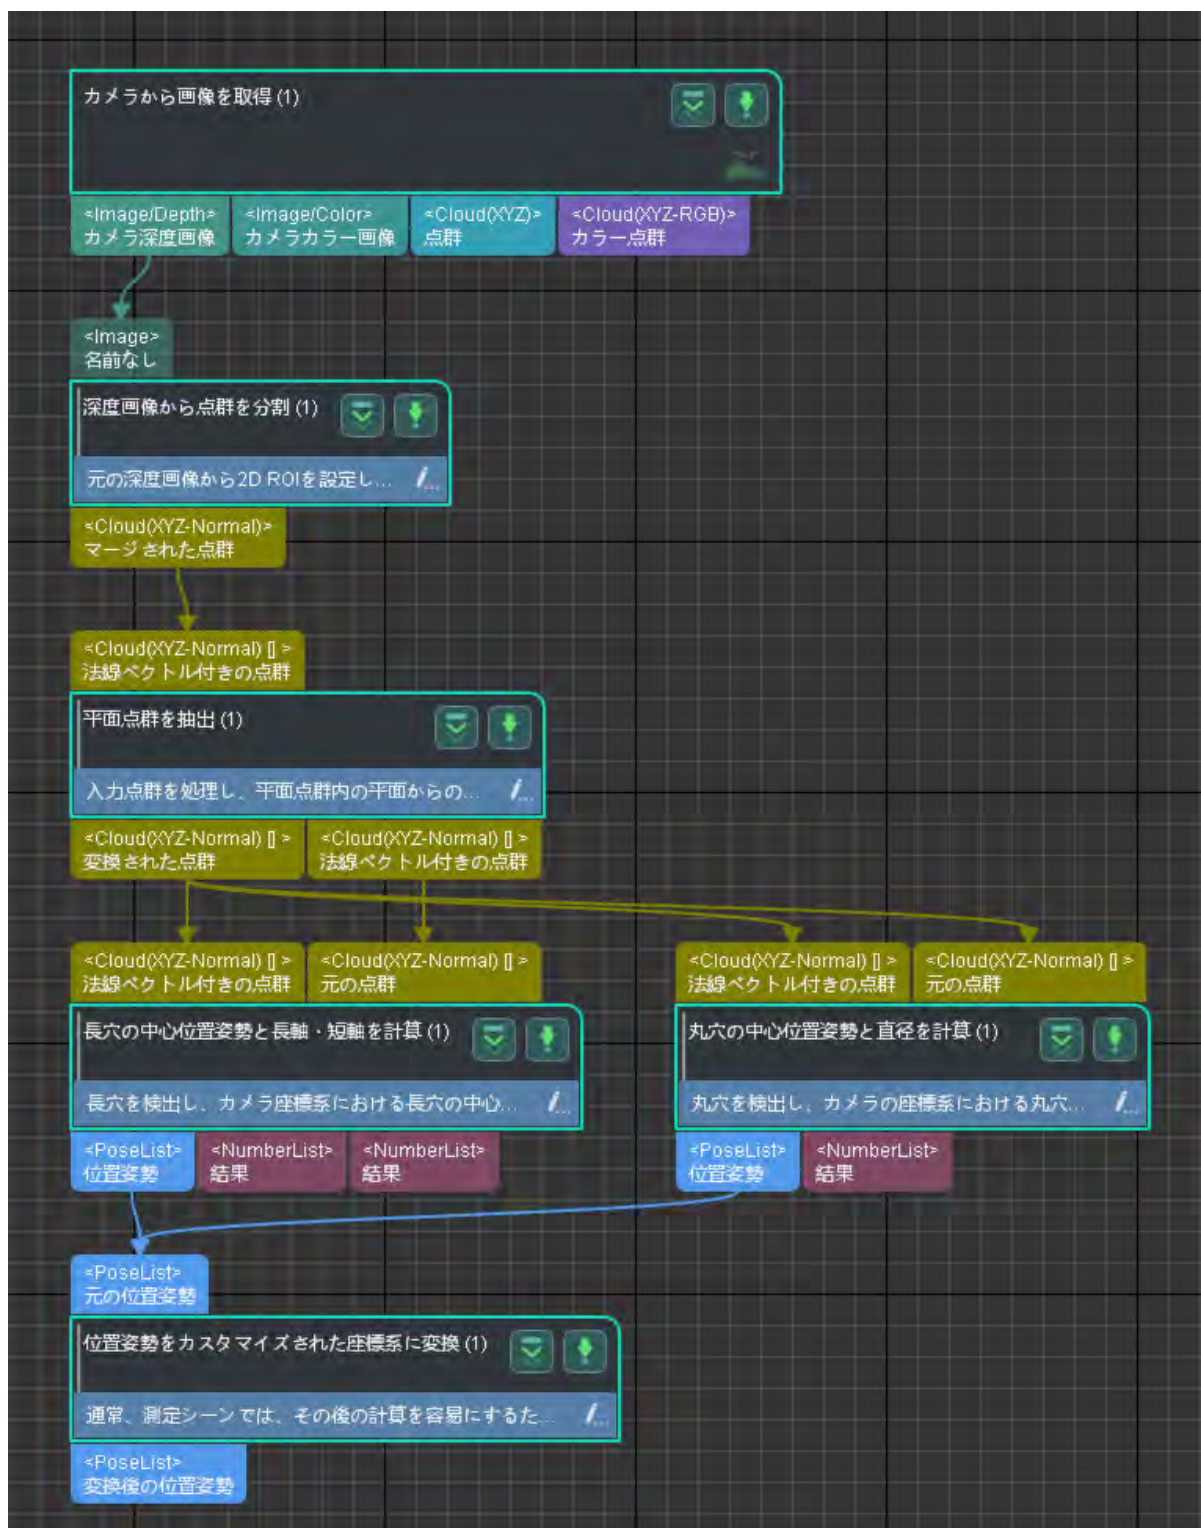 カメラから画像を取得 (1)
<Image/Depth>
カメラ深度画像
<Image/Color>
カメラカラー画像
<Cloud(XYZ)>
点群
<Cloud(XYZ-RGB)>
カラー点群
<Image>
名前なし
深度画像から点群を分割 (1)
元の深度画像から2D ROIを設定し...
<Cloud(XYZ-Normal)>
マージされた点群
<Cloud(XYZ-Normal) [] >
法線ベクトル付きの点群
平面点群を抽出 (1)
入力点群を処理し、平面点群内の平面からの...
<Cloud(XYZ-Normal) [] >
変換された点群
<Cloud(XYZ-Normal) [] >
法線ベクトル付きの点群
<Cloud(XYZ-Normal) [] >
法線ベクトル付きの点群
<Cloud(XYZ-Normal) [] >
元の点群
長穴の中心位置姿勢と長軸・短軸を計算 (1)
長穴を検出し、カメラ座標系における長穴の中心...
<PoseList>
位置姿勢
<NumberList>
結果
<NumberList>
結果
<Cloud(XYZ-Normal) [] >
法線ベクトル付きの点群
<Cloud(XYZ-Normal) [] >
元の点群
丸穴の中心位置姿勢と直径を計算 (1)
丸穴を検出し、カメラの座標系における丸穴...
<PoseList>
位置姿勢
<NumberList>
結果
<PoseList>
元の位置姿勢
位置姿勢をカスタマイズされた座標系に変換 (1)
通常、測定シーンでは、その後の計算を容易にするた...
<PoseList>
変換後の位置姿勢